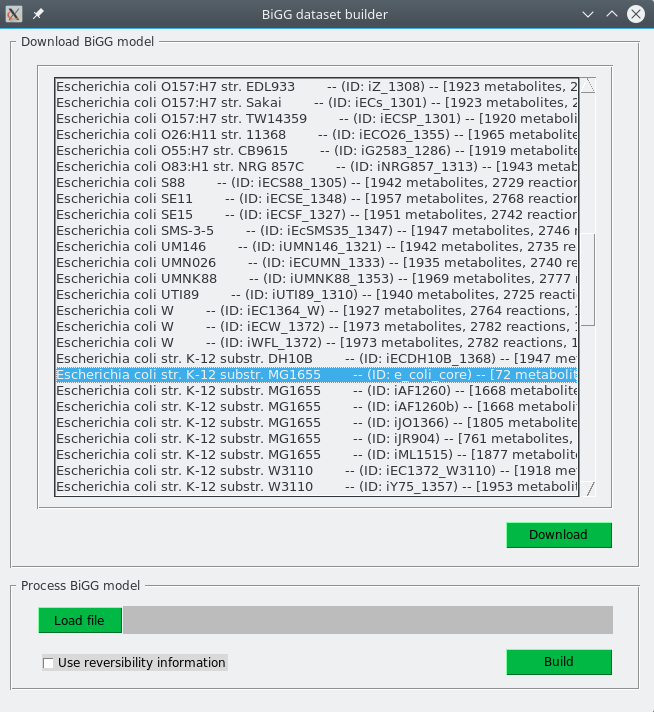 BiGG dataset builder
Download BiGG model
Escherichia coli O157:H7 str. EDL933 -- (ID: iZ_1308) -- [1923 metabolites, 2
Escherichia coli O157:H7 str. Sakai -- (ID: iECs_1301) -- [1923 metabolites, 2
Escherichia coli O157:H7 str. TW14359 -- (ID: iECSP_1301) -- [1920 metaboli
Escherichia coli O26:H11 str. 11368 -- (ID: iECO26_1355) -- [1965 metabolite
Escherichia coli O55:H7 str. CB9615 -- (ID: iG2583_1286) -- [1919 metabolite
Escherichia coli O83:H1 str. NRG 857C -- (ID: iNRG857_1313) -- [1943 metab
Escherichia coli S88 -- (ID: iECS88_1305) -- [1942 metabolites, 2729 reaction
Escherichia coli SE11 -- (ID: iECSE_1348) -- [1957 metabolites, 2768 reaction
Escherichia coli SE15 -- (ID: iECSF_1327) -- [1951 metabolites, 2742 reaction
Escherichia coli SMS-3-5 -- (ID: iEcSMS35_1347) -- [1947 metabolites, 2746 r
Escherichia coli UM146 -- (ID: iUMN146_1321) -- [1942 metabolites, 2735 re
Escherichia coli UMN026 -- (ID: iECUMN_1333) -- [1935 metabolites, 2740 re
Escherichia coli UMNK88 -- (ID: iUMNK88_1353) -- [1969 metabolites, 2777 r
Escherichia coli UTI89 -- (ID: iUTI89_1310) -- [1940 metabolites, 2725 reacti
Escherichia coli W -- (ID: iEC1364_W) -- [1927 metabolites, 2764 reactions, 1
Escherichia coli W -- (ID: iECW_1372) -- [1973 metabolites, 2782 reactions, 1
Escherichia coli W -- (ID: iWFL_1372) -- [1973 metabolites, 2782 reactions, 1
Escherichia coli str. K-12 substr. DH10B -- (ID: iECDH10B_1368) -- [1947 me
Escherichia coli str. K-12 substr. MG1655 -- (ID: e_coli_core) -- [72 metabolit
Escherichia coli str. K-12 substr. MG1655 -- (ID: iAF1260) -- [1668 metabolite
Escherichia coli str. K-12 substr. MG1655 -- (ID: iAF1260b) -- [1668 metabolit
Escherichia coli str. K-12 substr. MG1655 -- (ID: iJO1366) -- [1805 metabolite
Escherichia coli str. K-12 substr. MG1655 -- (ID: iJR904) -- [761 metabolites,
Escherichia coli str. K-12 substr. MG1655 -- (ID: iML1515) -- [1877 metabolite
Escherichia coli str. K-12 substr. W3110 -- (ID: iEC1372_W3110) -- [1918 me
Escherichia coli str. K-12 substr. W3110 -- (ID: iY75_1357) -- [1953 metabolit
Download
Process BiGG model
Load file
Use reversibility information
Build